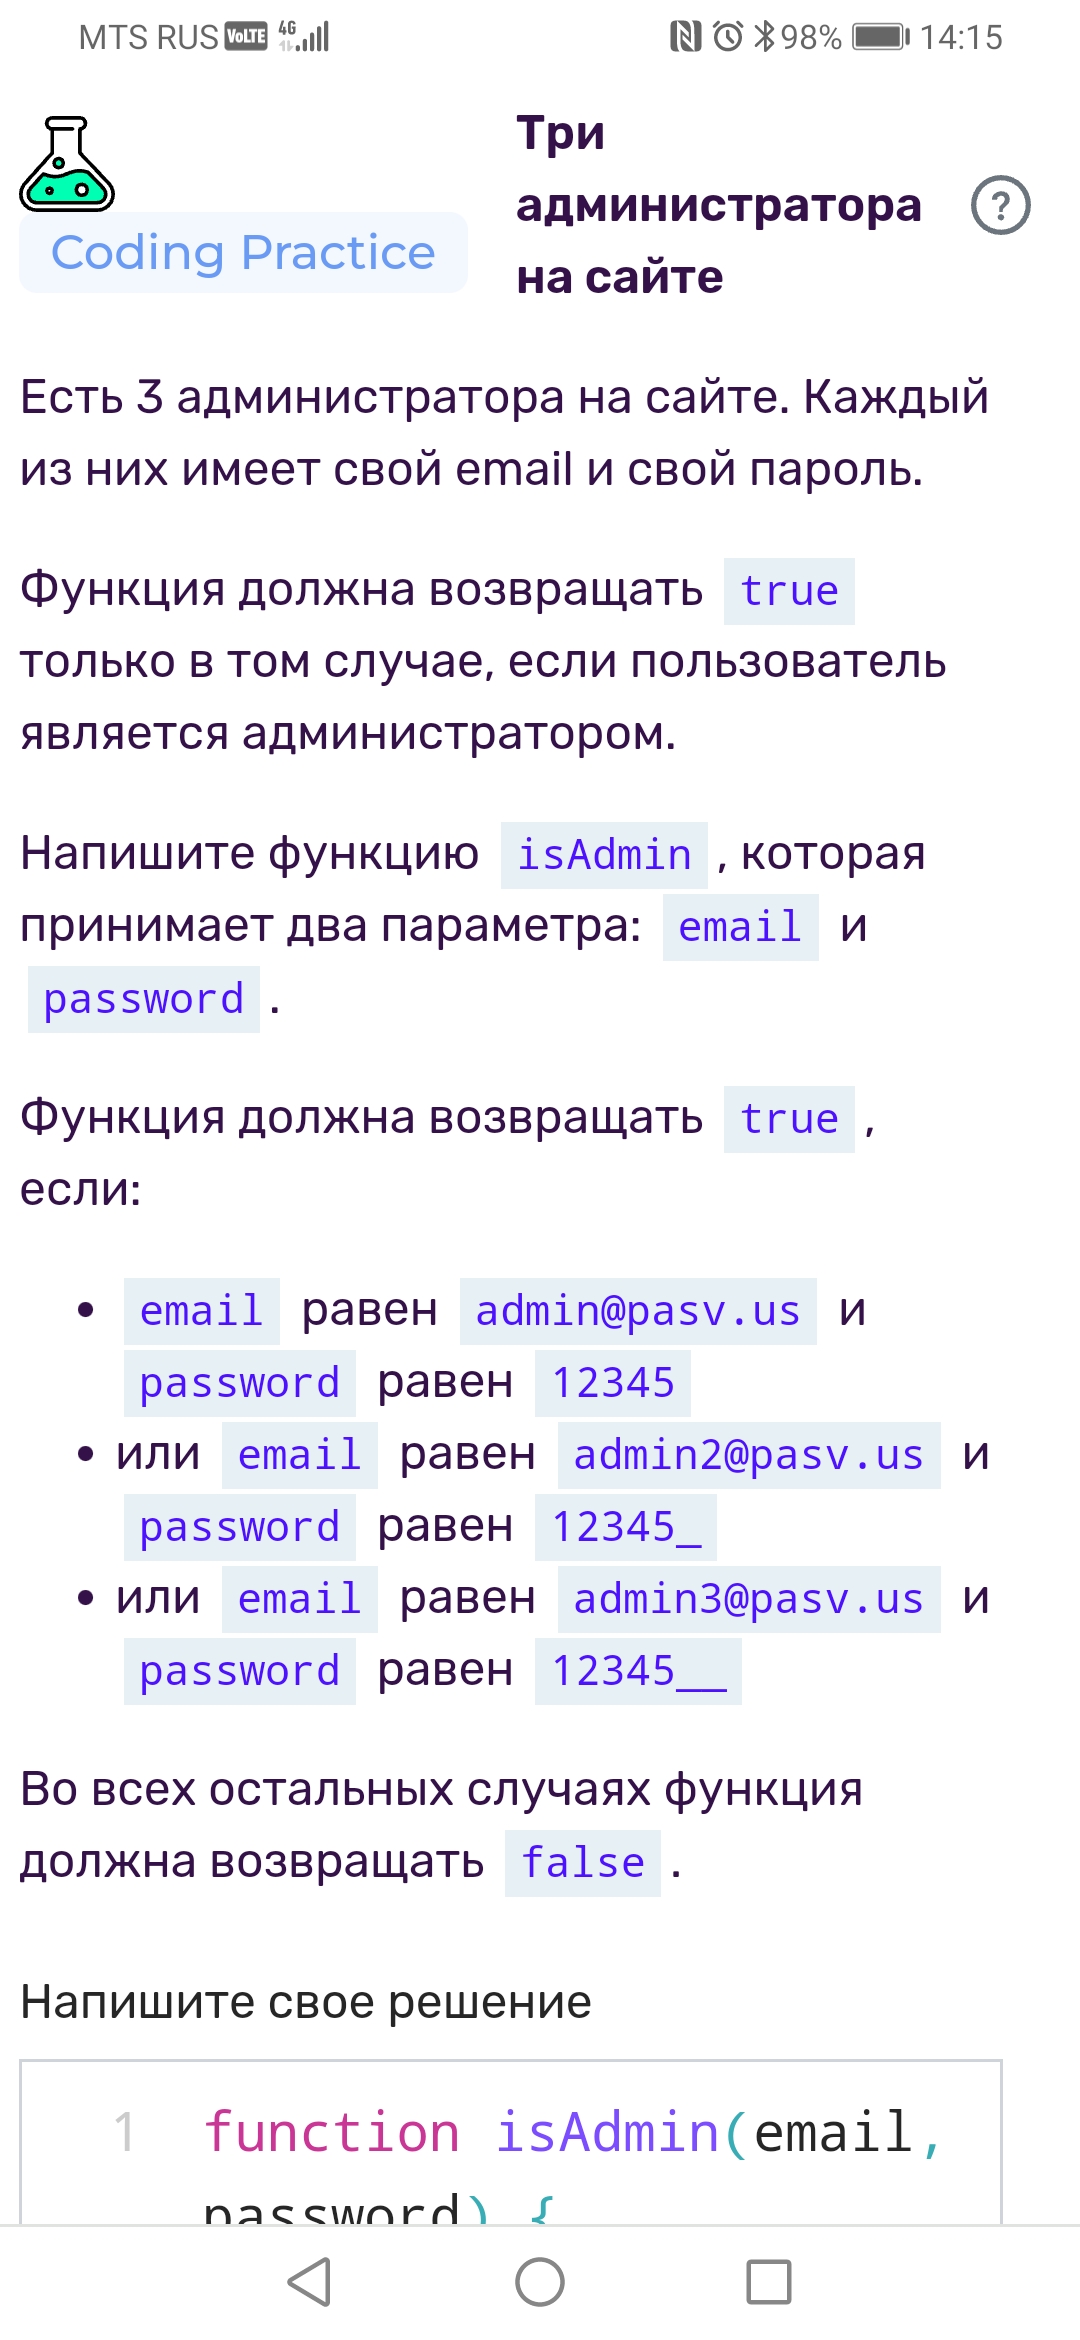 MTS RUS VoLTE 4G 98% 14:15
Три
администратора
на сайте
?
Coding Practice
Есть 3 администратора на сайте. Каждый
из них имеет свой email и свой пароль.
Функция должна возвращать true
только в том случае, если пользователь
является администратором.
Напишите функцию isAdmin , которая
принимает два параметра: email и
password .
Функция должна возвращать true ,
если:
• email равен admin@pasv.us и
password равен 12345
• или email равен admin2@pasv.us и
password равен 12345_
• или email равен admin3@pasv.us и
password равен 12345__
Во всех остальных случаях функция
должна возвращать false .
Напишите свое решение
1 function isAdmin(email,
password) {